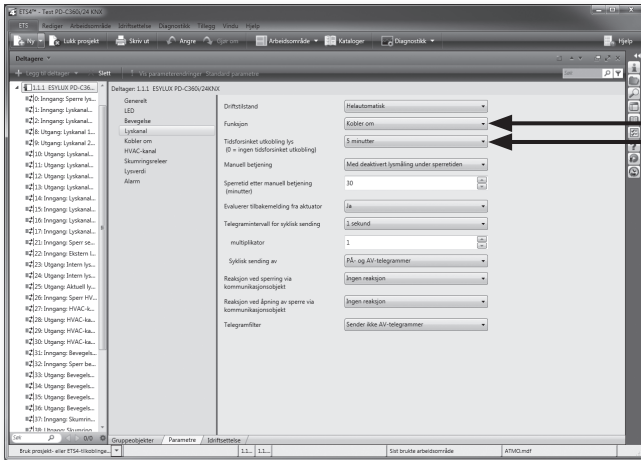 ETS4™ - Test PD-C360i/24 KNX
ETS Rediger Arbeidsområde Idriftsettelse Diagnostikk Tillegg Vindu Hjelp
Ny Lukk prosjekt Skriv ut Angre Gjør om Arbeidsområde Kataloger Diagnostikk Hjelp
Deltagere
Legg til deltager Slett Vis parameterendringer Standard parametre Søk
1.1.1 ESYLUX PD-C36...
0: Inngang: Sperre lys...
1: Inngang: Lyskanal...
2: Inngang: Lyskanal...
8: Utgang: Lyskanal 1...
9: Utgang: Lyskanal 2...
10: Utgang: Lyskanal...
11: Utgang: Lyskanal...
12: Utgang: Lyskanal...
13: Utgang: Lyskanal...
14: Inngang: Lyskanal...
15: Inngang: Lyskanal...
16: Inngang: Lyskanal...
17: Inngang: Lyskanal...
21: Inngang: Sperr se...
22: Inngang: Ekstern l...
23: Utgang: Intern lys...
24: Utgang: Intern lys...
25: Utgang: Aktuell ly...
26: Inngang: Sperr HV...
27: Inngang: HVAC-k...
28: Utgang: HVAC-ka...
29: Utgang: HVAC-ka...
30: Utgang: HVAC-ka...
31: Inngang: Bevegels...
32: Inngang: Sperr be...
33: Utgang: Bevegels...
34: Utgang: Bevegels...
35: Utgang: Bevegels...
36: Utgang: Bevegels...
37: Inngang: Skumrin...
38: Utgang: Skumring...
Søk 0/0
Deltager: 1.1.1 ESYLUX PD-C360i/24KNX
Generelt
LED
Bevegelse
Lyskanal
Kobler om
HVAC-kanal
Skumringsreleer
Lysverdi
Alarm
Driftstilstand Helautomatisk
Funksjon Kobler om
Tidsforsinket utkobling lys 5 minutter
(0 = ingen tidsforsinket utkobling)
Manuell betjening Med deaktivert lysmåling under sperretiden
Sperretid etter manuell betjening 30
(minutter)
Evaluerer tilbakemelding fra aktuator Ja
Telegramintervall for syklisk sending 1 sekund
multiplikator 1
Syklisk sending av PÅ- og AV-telegrammer
Reaksjon ved sperring via Ingen reaksjon
kommunikasjonsobjekt
Reaksjon ved åpning av sperre via Ingen reaksjon
kommunikasjonsobjekt
Telegramfilter Sender ikke AV-telegrammer
Gruppeobjekter Parametre Idriftsettelse
Bruk prosjekt- eller ETS4-tilkoblinge... 1.1... 1.1... Sist brukte arbeidsområde ATMO.mdf